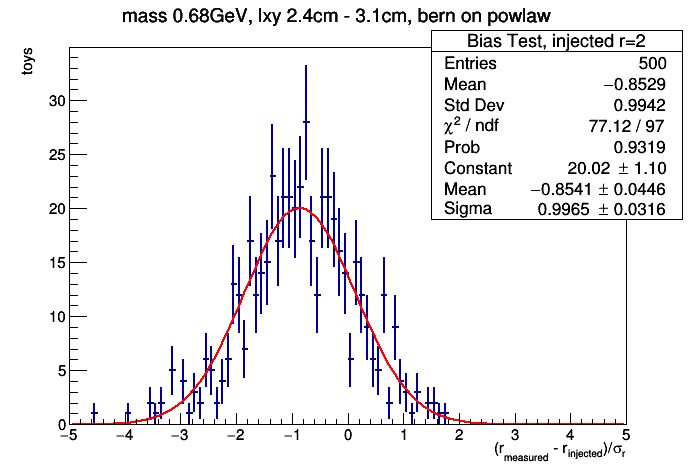 mass 0.68GeV, lxy 2.4cm - 3.1cm, bern on powlaw
toys
Bias Test, injected r=2
Entries 500
Mean −0.8529
Std Dev 0.9942
χ² / ndf 77.12 / 97
Prob 0.9319
Constant 20.02 ± 1.10
Mean −0.8541 ± 0.0446
Sigma 0.9965 ± 0.0316
30
25
20
15
10
5
0
−5 −4 −3 −2 −1 0 1 2 3 4 5
(r_measured - r_injected)/σ_r